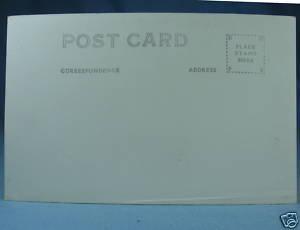 POST CARD
PLACE
STAMP
HERE
CORRESPONDENCE ADDRESS